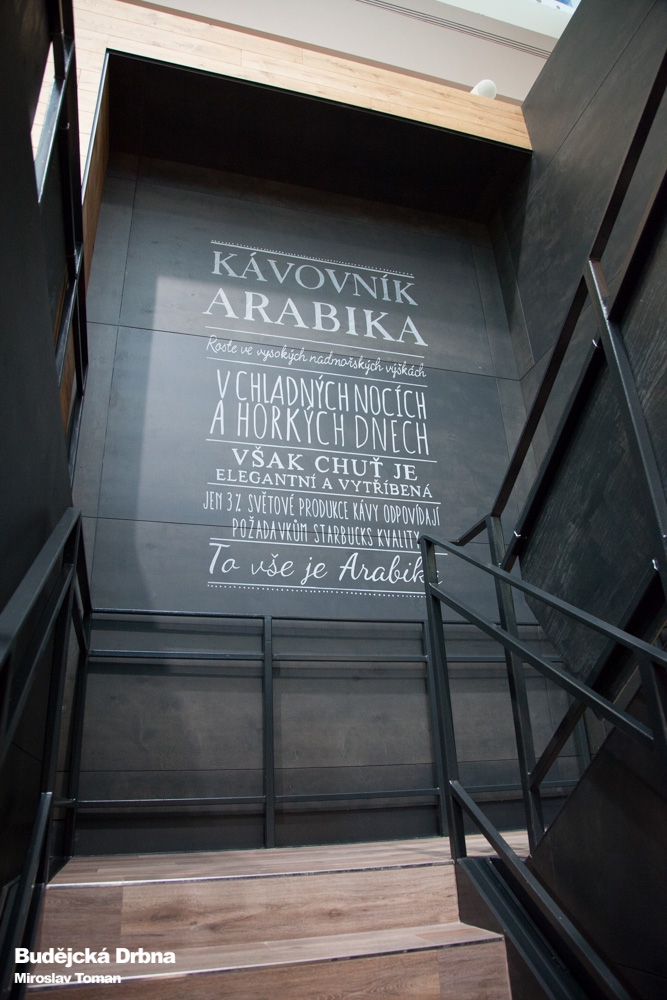 KÁVOVNÍK
ARABIKA
Roste ve vysokých nadmořských výškách
V CHLADNÝCH NOCÍCH
A HORKÝCH DNECH
VŠAK CHUŤ JE
ELEGANTNÍ A VYTŘÍBENÁ
JEN 3% SVĚTOVÉ PRODUKCE KÁVY ODPOVÍDAJÍ
POŽADAVKŮM STARBUCKS KVALITY.
To vše je Arabika
Budějcká Drbna
Miroslav Toman